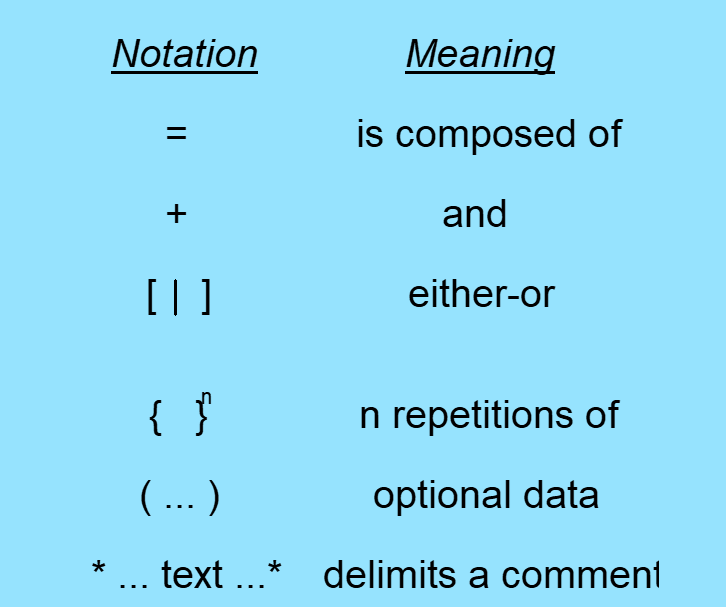 Notation Meaning
= is composed of
+ and
[ | ] either-or
{ }n n repetitions of
( ... ) optional data
* ... text ...* delimits a comment